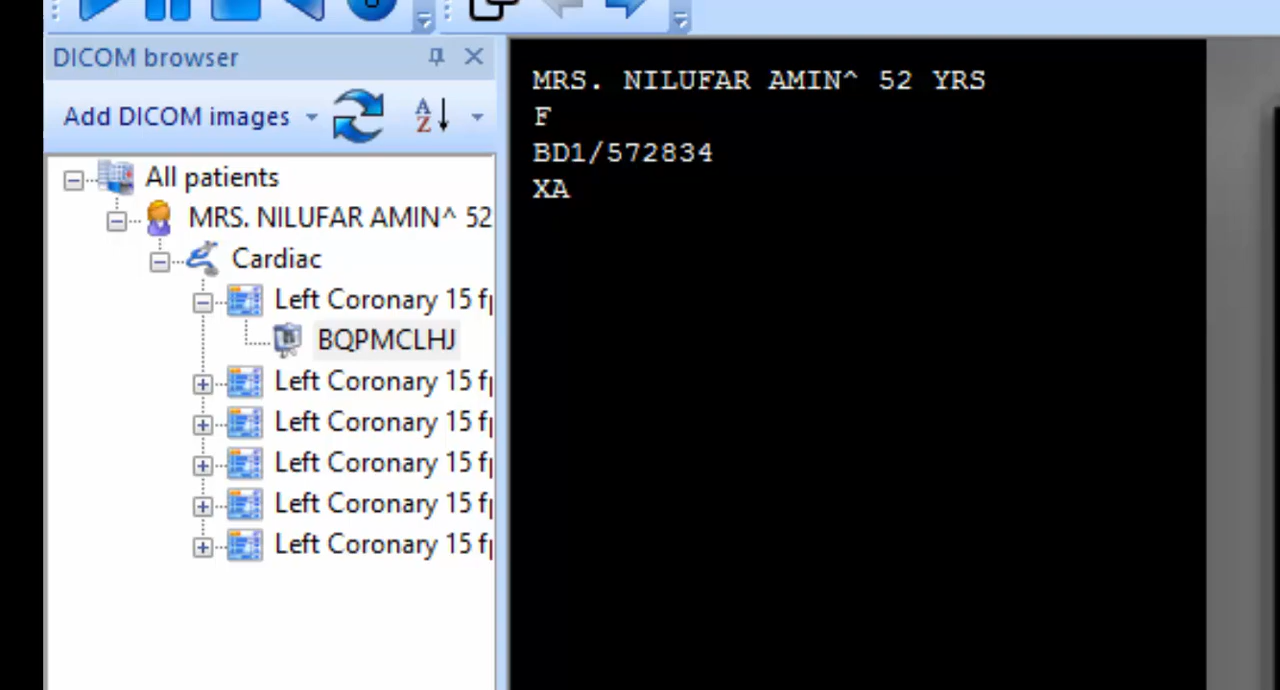 DICOM browser
Add DICOM images
A
Z
All patients
MRS. NILUFAR AMIN^ 52
Cardiac
Left Coronary 15 f
BQPMCLHJ
Left Coronary 15 f
Left Coronary 15 f
Left Coronary 15 f
Left Coronary 15 f
Left Coronary 15 f
MRS. NILUFAR AMIN^ 52 YRS
F
BD1/572834
XA